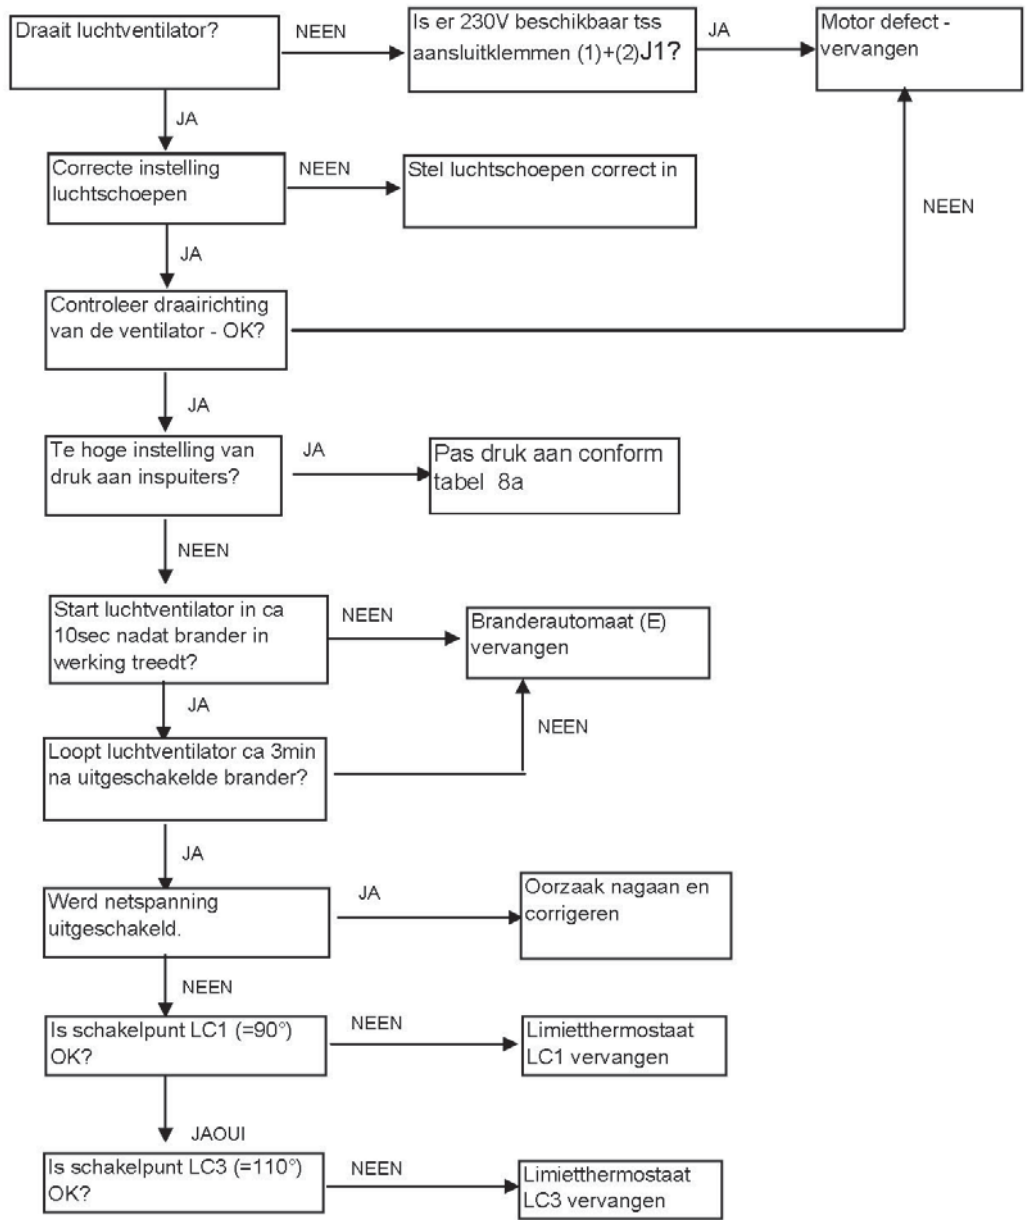 Draait luchtventilator?
NEEN
Is er 230V beschikbaar tss
aansluitklemmen (1)+(2)J1?
JA
Motor defect -
vervangen
JA
Correcte instelling
luchtschoepen
NEEN
Stel luchtschoepen correct in
NEEN
JA
Controleer draairichting
van de ventilator - OK?
JA
Te hoge instelling van
druk aan inspuiters?
JA
Pas druk aan conform
tabel 8a
NEEN
Start luchtventilator in ca
10sec nadat brander in
werking treedt?
NEEN
Branderautomaat (E)
vervangen
JA
NEEN
Loopt luchtventilator ca 3min
na uitgeschakelde brander?
JA
Werd netspanning
uitgeschakeld.
JA
Oorzaak nagaan en
corrigeren
NEEN
Is schakelpunt LC1 (=90°)
OK?
NEEN
Limietthermostaat
LC1 vervangen
JAOUI
Is schakelpunt LC3 (=110°)
OK?
NEEN
Limietthermostaat
LC3 vervangen